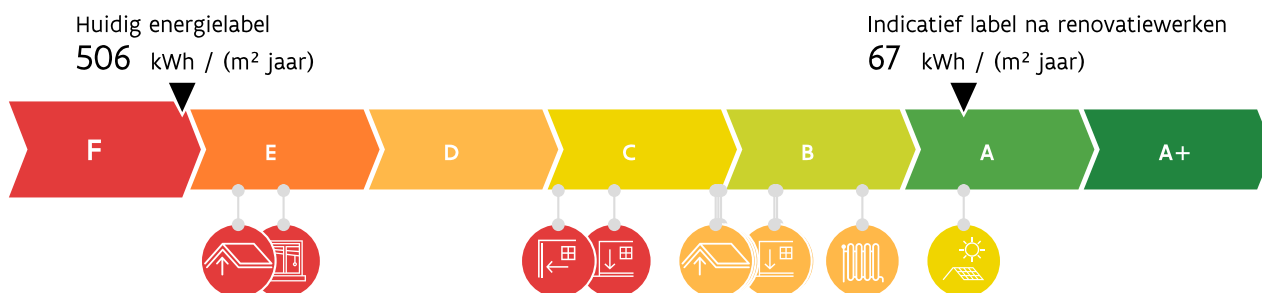 Huidig energielabel
506 kWh / (m² jaar)
Indicatief label na renovatiewerken
67 kWh / (m² jaar)
F E D C B A A+